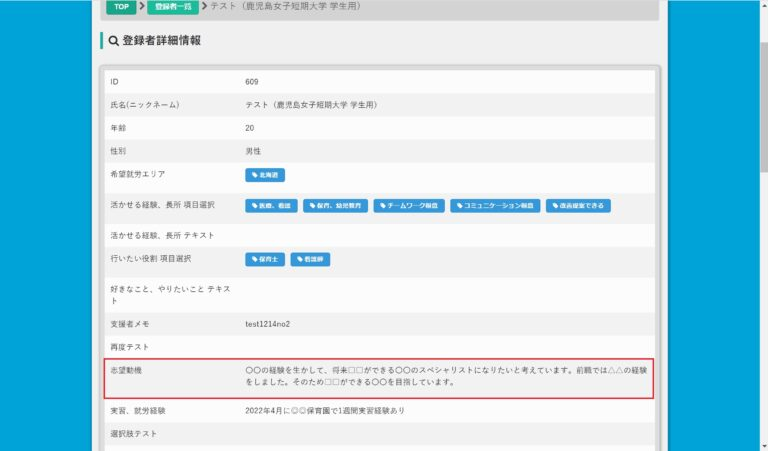 TOP 登録者一覧 テスト（鹿児島女子短期大学 学生用）
登録者詳細情報
ID 609
氏名(ニックネーム) テスト（鹿児島女子短期大学 学生用）
年齢 20
性別 男性
希望就労エリア 北海道
活かせる経験、長所 項目選択 医療、看護 保育、幼児教育 チームワーク報恩 コミュニケーション報恩 改善提案できる
活かせる経験、長所 テキスト
行いたい役割 項目選択 保育士 看護師
好きなこと、やりたいこと テキス
ト
支援者メモ test1214no2
再度テスト
志望動機 〇〇の経験を生かして、将来□□ができる〇〇のスペシャリストになりたいと考えています。前職では△△の経験
をしました。そのため□□ができる〇〇を目指しています。
実習、就労経験 2022年4月に◎◎保育園で1週間実習経験あり
選択肢テスト